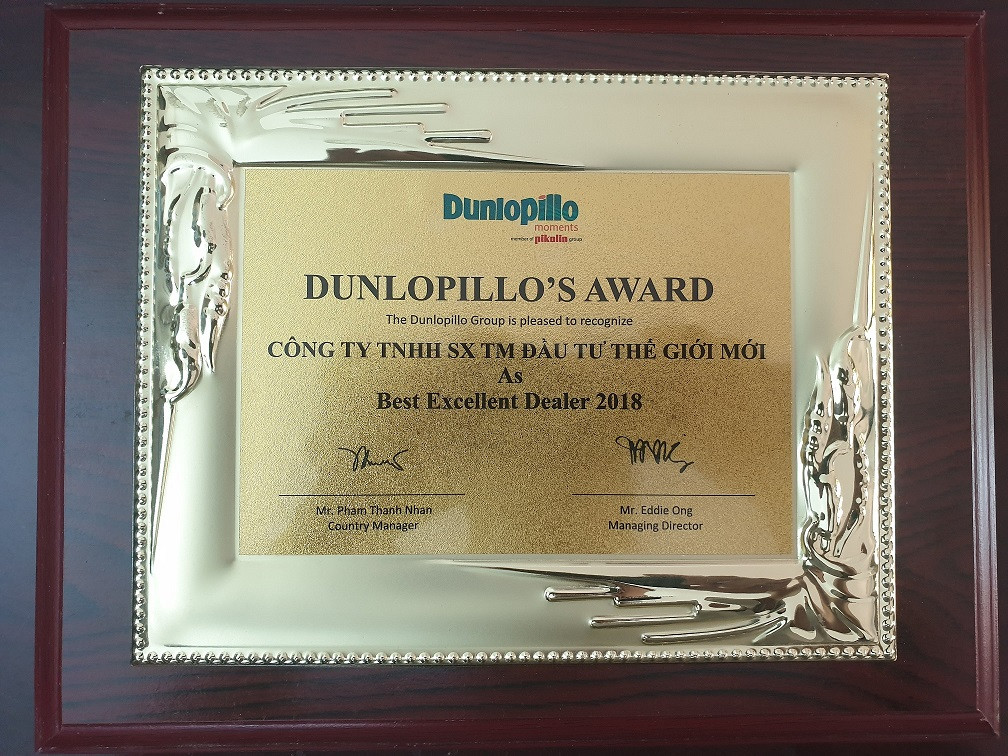 Dunlopillo
moments
member of pikolin group
DUNLOPILLO'S AWARD
The Dunlopillo Group is pleased to recognize
CÔNG TY TNHH SX TM ĐẦU TƯ THẾ GIỚI MỚI
As
Best Excellent Dealer 2018
Mr. Pham Thanh Nhan
Country Manager
Mr. Eddie Ong
Managing Director